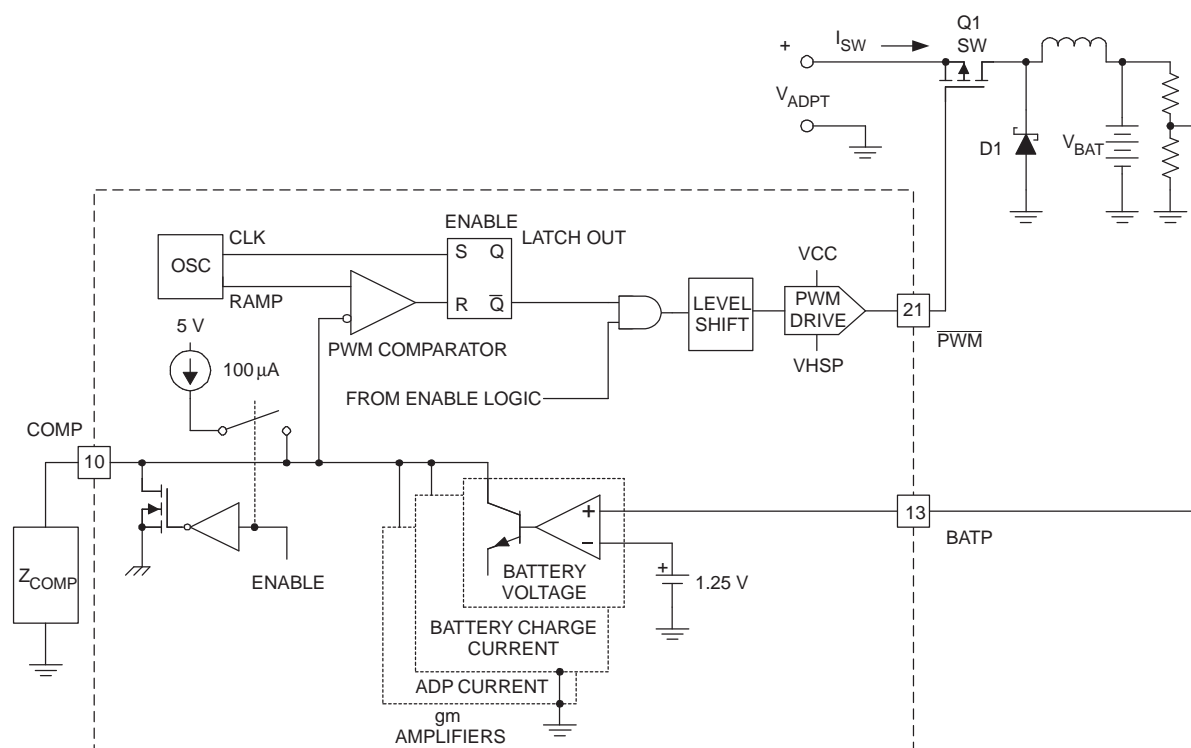 Q1
SW
I_SW
+
V_ADPT
D1
V_BAT
ENABLE
LATCH OUT
CLK
OSC
RAMP
S Q
R Q̅
PWM COMPARATOR
LEVEL
SHIFT
VCC
PWM
DRIVE
VHSP
21
P̅W̅M̅
5 V
100 μA
FROM ENABLE LOGIC
COMP
10
Z_COMP
ENABLE
+
–
BATTERY
VOLTAGE
+
1.25 V
13
BATP
BATTERY CHARGE
CURRENT
ADP CURRENT
gm
AMPLIFIERS